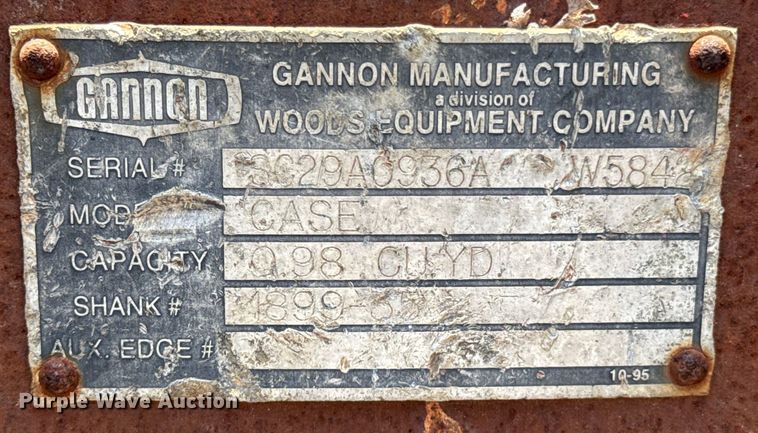 GANNON
GANNON MANUFACTURING
a division of
WOODS EQUIPMENT COMPANY
SERIAL # W584
CASE
CAPACITY 0.98 CU YD
SHANK #
AUX. EDGE #
10-95
Purple Wave Auction